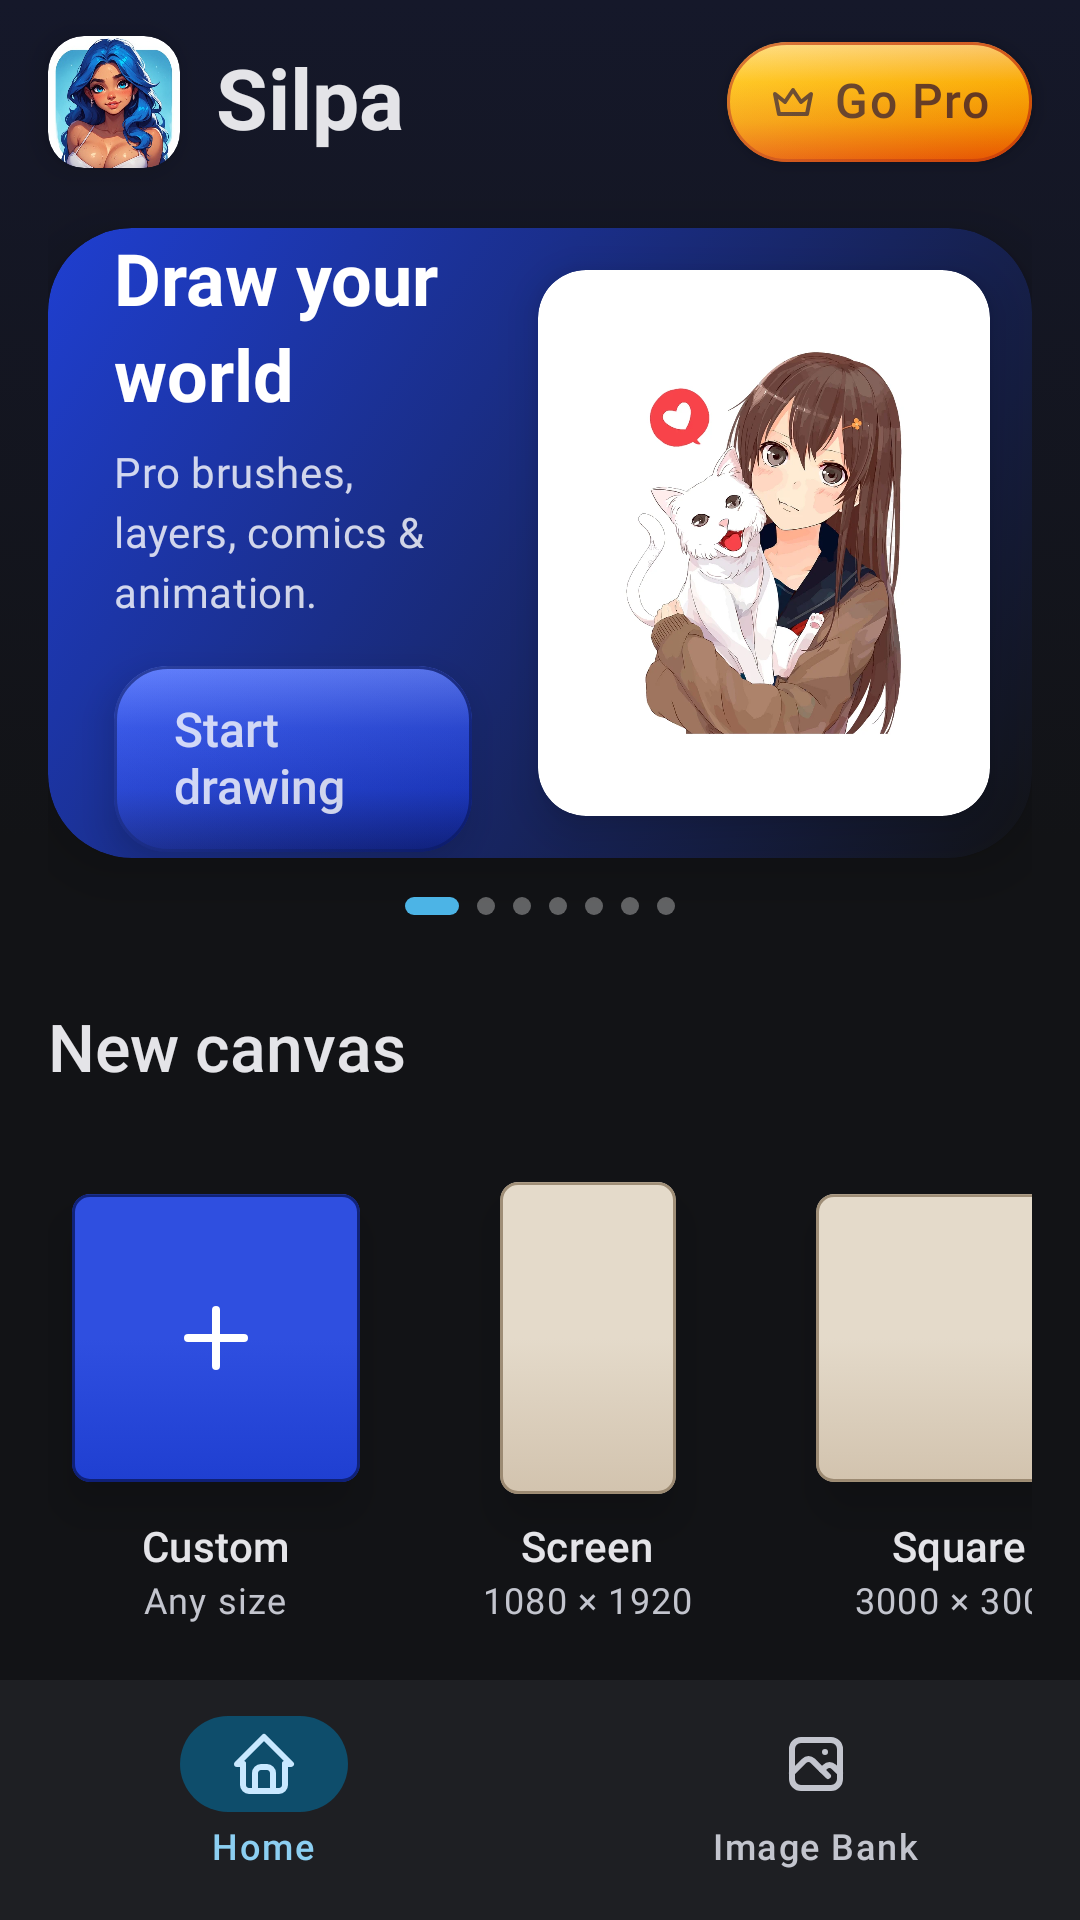 Silpa
Go Pro
Draw your
world
Pro brushes,
layers, comics &
animation.
Start
drawing
New canvas
Custom
Any size
Screen
1080 × 1920
Square
3000 × 300
Home
Image Bank